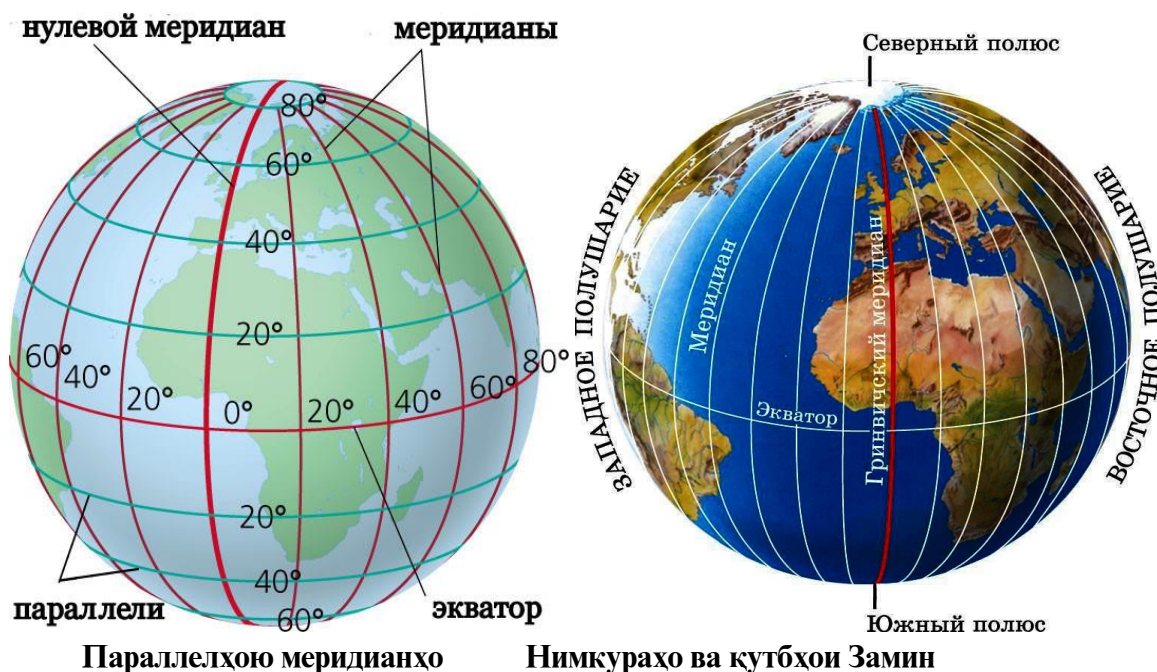 нулевой меридиан
меридианы
80°
60°
40°
20°
60°
40°
20°
0°
20°
40°
60°
80°
20°
40°
60°
параллели
экватор
Северный полюс
ЗАПАДНОЕ ПОЛУШАРИЕ
Меридиан
Гринвичский меридиан
Экватор
ВОСТОЧНОЕ ПОЛУШАРИЕ
Южный полюс
Параллелҳою меридианҳо
Нимкураҳо ва қутбҳои Замин